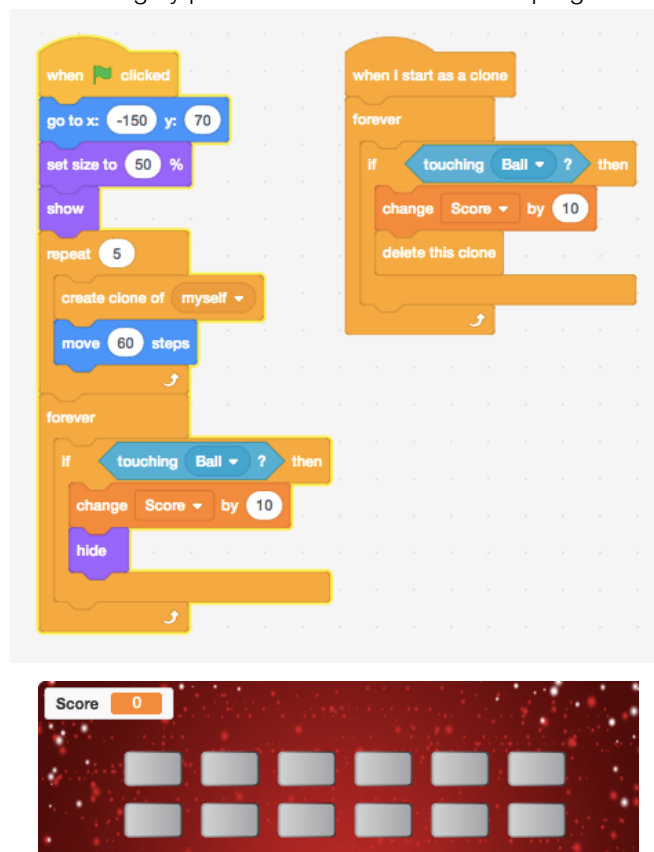 when clicked
go to x: -150 y: 70
set size to 50 %
show
repeat 5
create clone of myself
move 60 steps
forever
if touching Ball ? then
change Score by 10
hide
when I start as a clone
forever
if touching Ball ? then
change Score by 10
delete this clone
Score 0